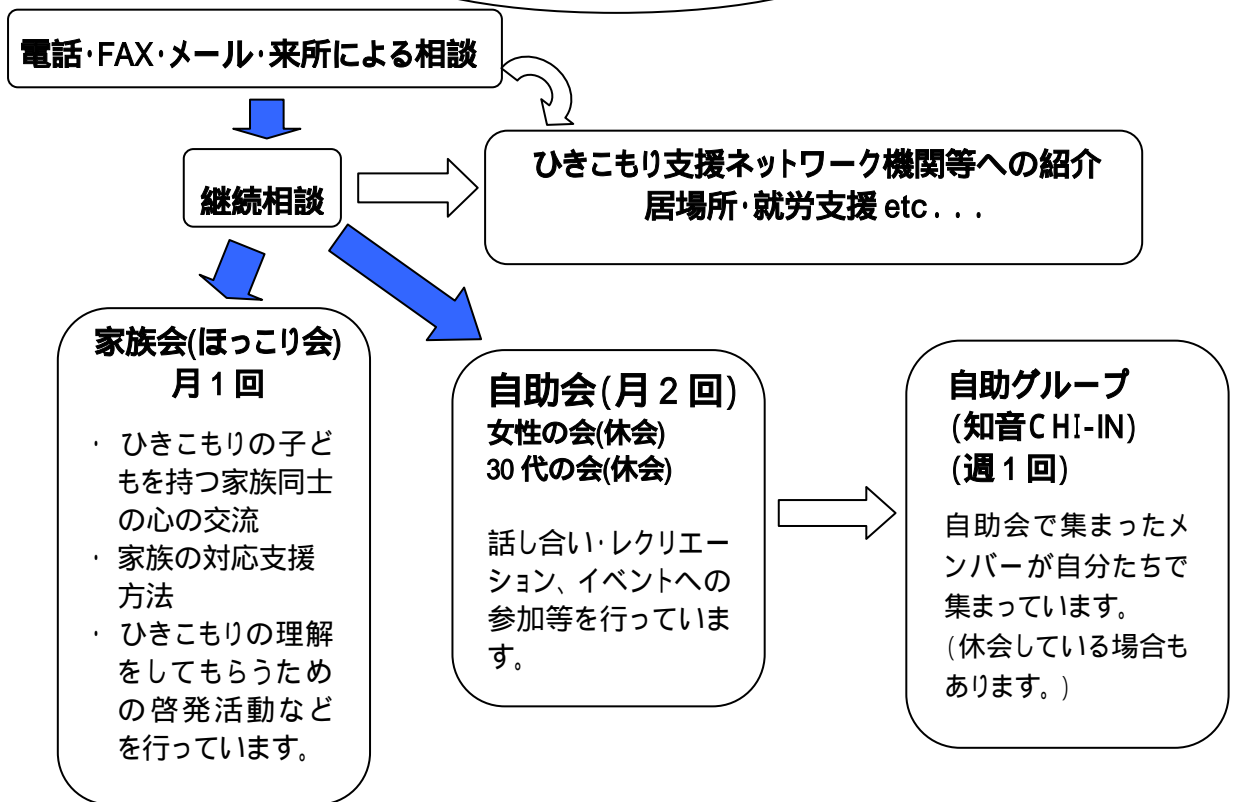 電話･FAX･メール･来所による相談
継続相談
ひきこもり支援ネットワーク機関等への紹介
居場所･就労支援 etc...
家族会(ほっこり会)
月1回
･ ひきこもりの子ど
もを持つ家族同士
の心の交流
･ 家族の対応支援
方法
･ ひきこもりの理解
をしてもらうため
の啓発活動など
を行っています。
自助会(月2回)
女性の会(休会)
30代の会(休会)
話し合い･レクリエー
ション、イベントへの
参加等を行っていま
す。
自助グループ
(知音CHI-IN)
(週1回)
自助会で集まったメ
ンバーが自分たちで
集まっています。
(休会している場合も
あります。)